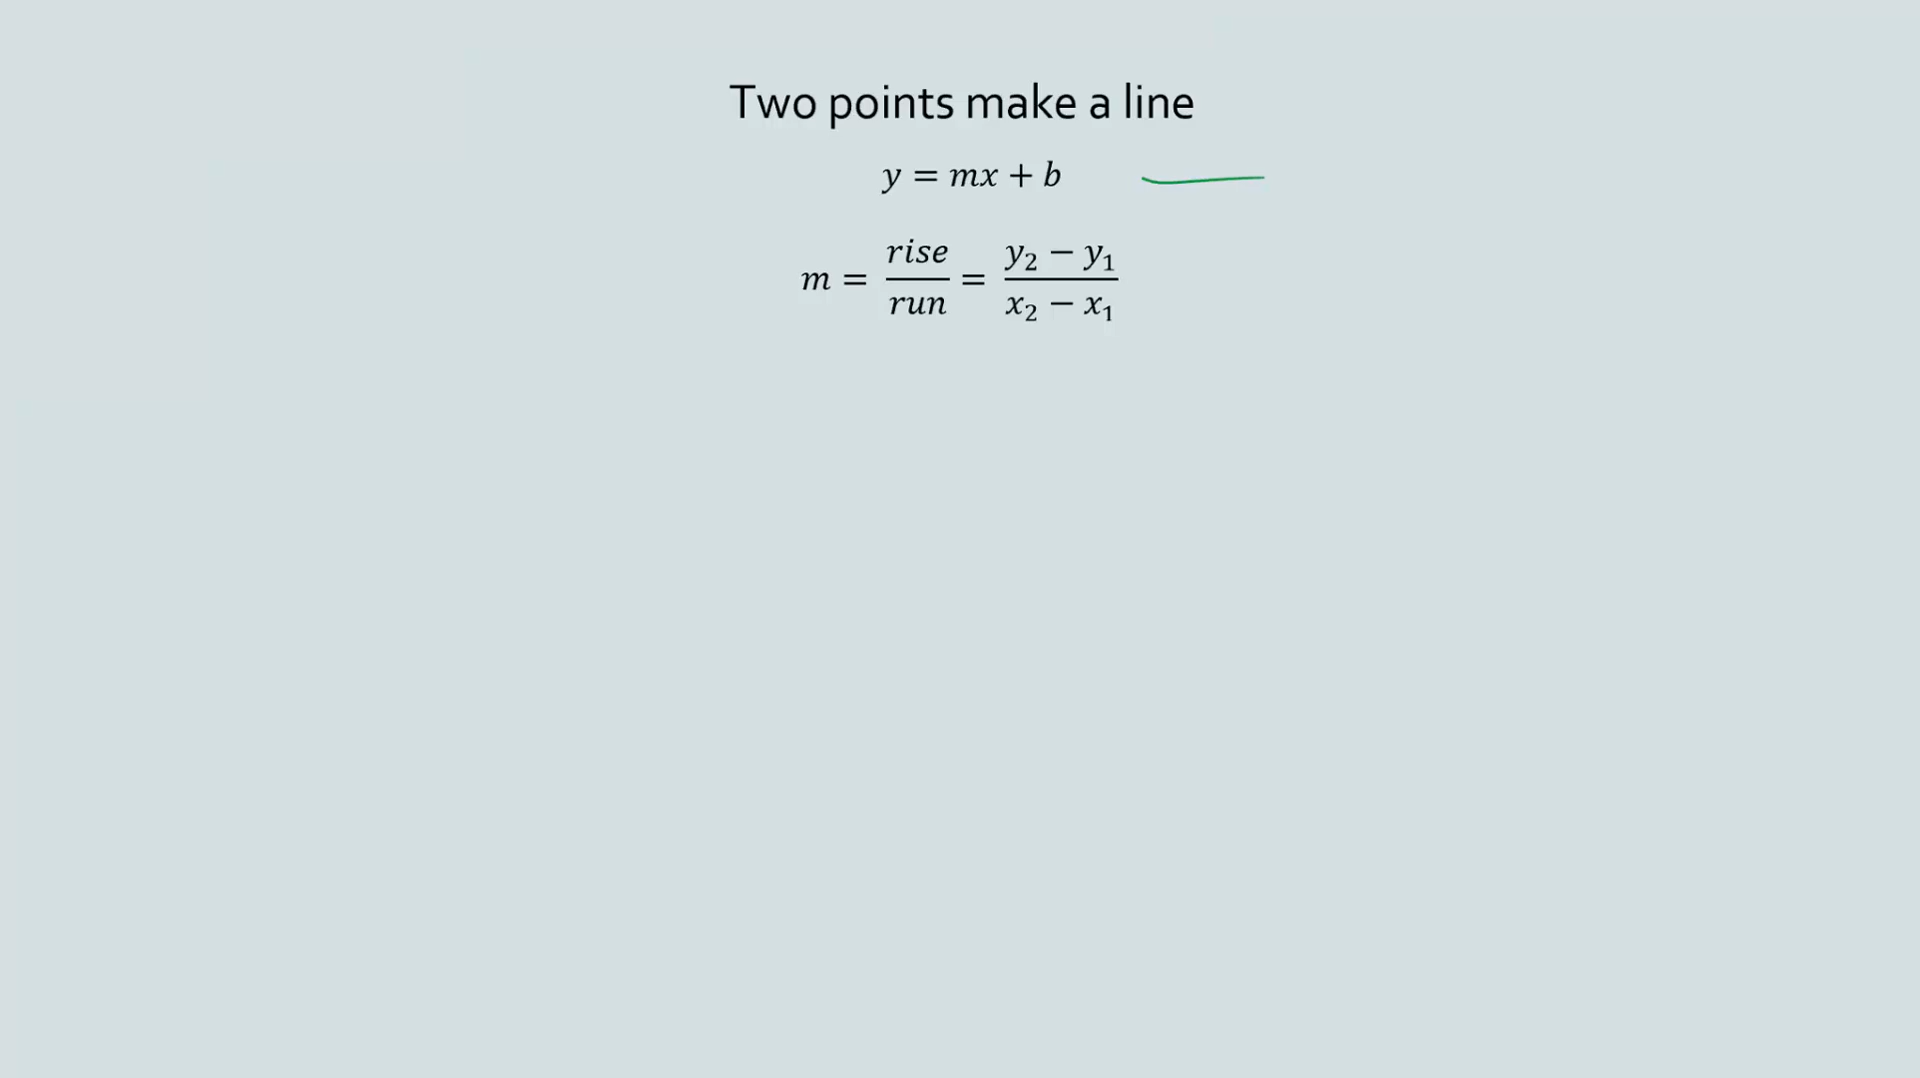 Two points make a line
y = mx + b
m = rise/run = (y₂ − y₁)/(x₂ − x₁)